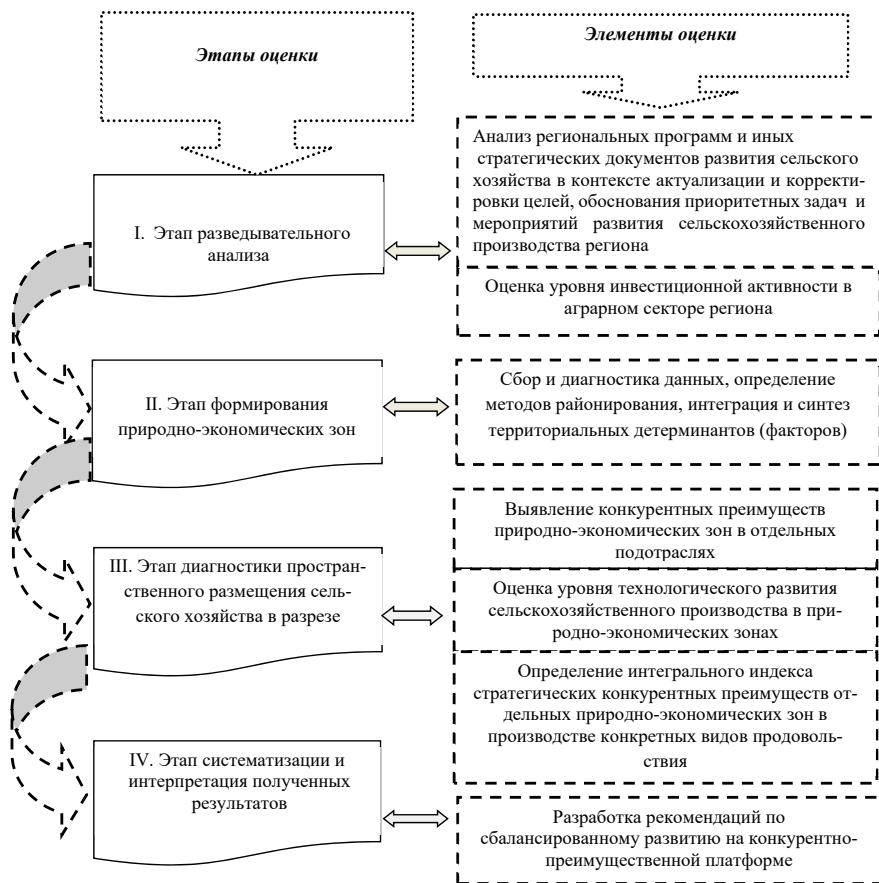 Этапы оценки
Элементы оценки
I. Этап разведывательного
анализа
Анализ региональных программ и иных
стратегических документов развития сельского
хозяйства в контексте актуализации и корректи-
ровки целей, обоснования приоритетных задач и
мероприятий развития сельскохозяйственного
производства региона
Оценка уровня инвестиционной активности в
аграрном секторе региона
II. Этап формирования
природно-экономических зон
Сбор и диагностика данных, определение
методов районирования, интеграция и синтез
территориальных детерминантов (факторов)
III. Этап диагностики простран-
ственного размещения сель-
ского хозяйства в разрезе
Выявление конкурентных преимуществ
природно-экономических зон в отдельных
подотраслях
Оценка уровня технологического развития
сельскохозяйственного производства в при-
родно-экономических зонах
Определение интегрального индекса
стратегических конкурентных преимуществ от-
дельных природно-экономических зон в
производстве конкретных видов продоволь-
ствия
IV. Этап систематизации и
интерпретация полученных
результатов
Разработка рекомендаций по
сбалансированному развитию на конкурентно-
преимущественной платформе